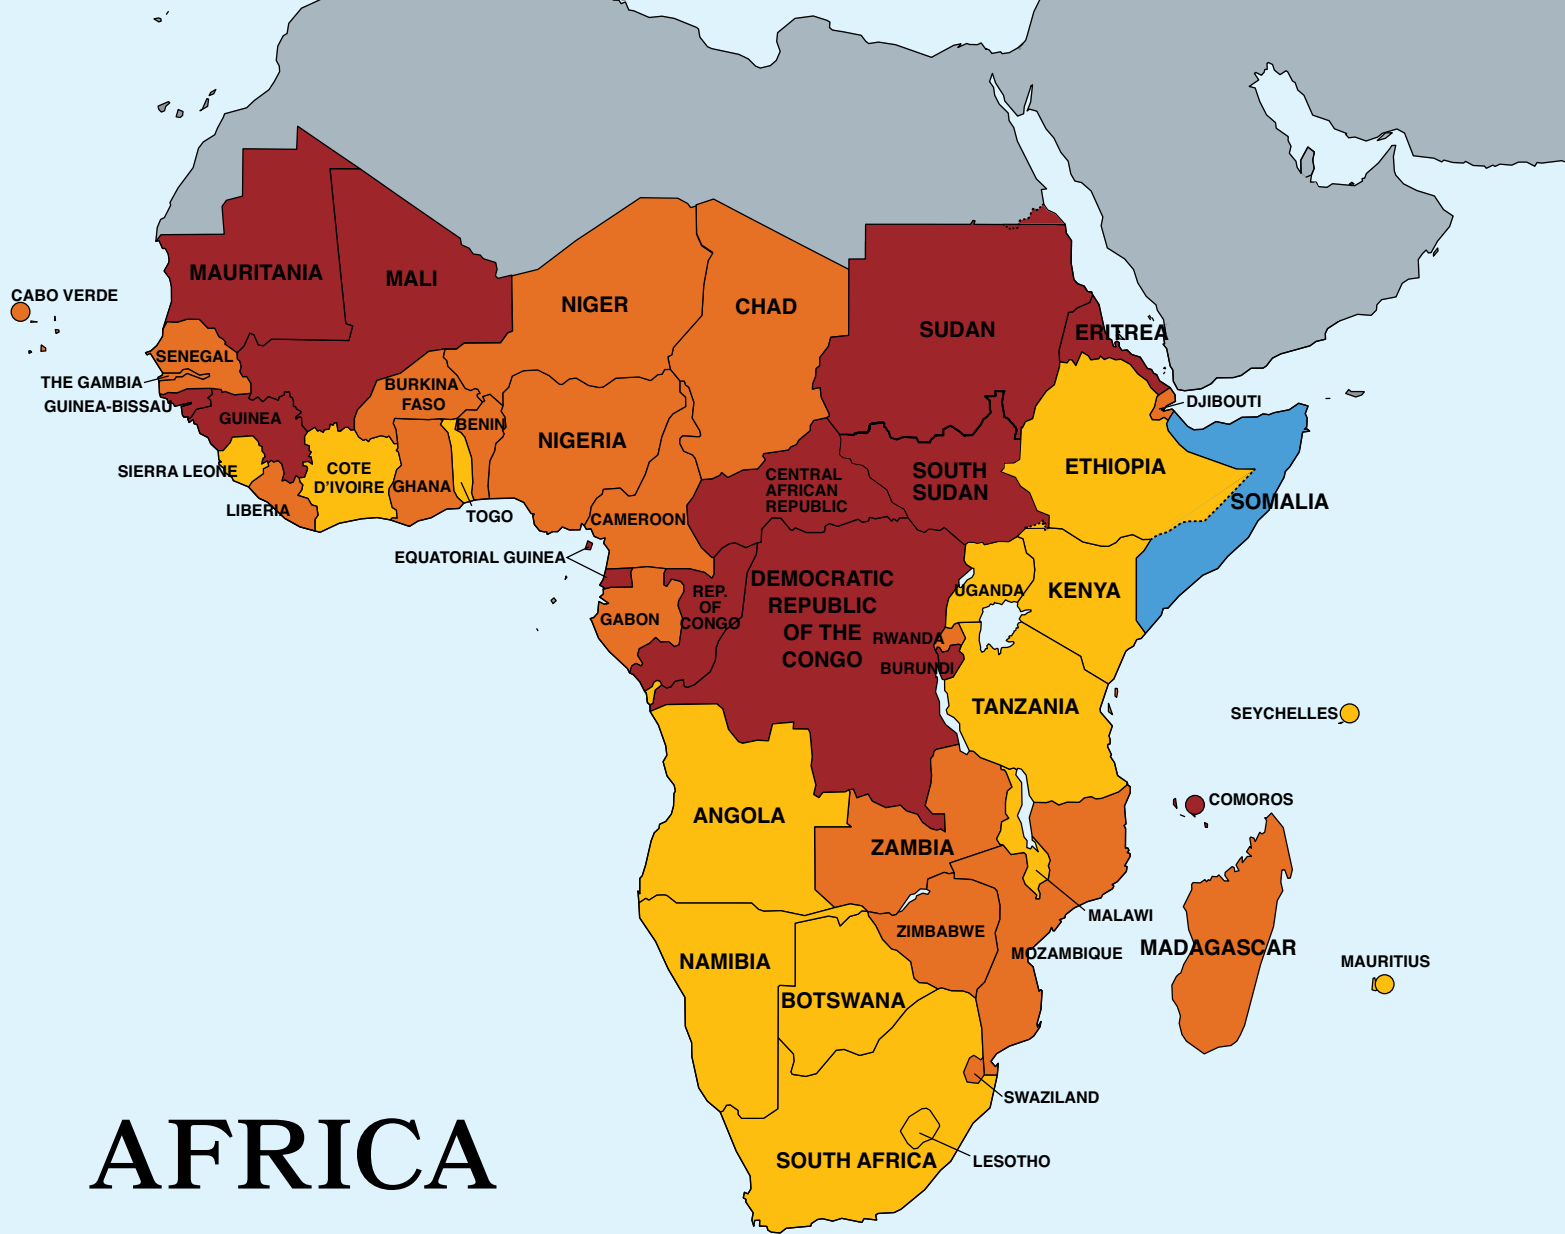 MAURITANIA
MALI
NIGER
CHAD
SUDAN
ERITREA
CABO VERDE
SENEGAL
THE GAMBIA
GUINEA-BISSAU
GUINEA
BURKINA
FASO
BENIN
NIGERIA
DJIBOUTI
SIERRA LEONE
COTE
D'IVOIRE
GHANA
LIBERIA
TOGO
CAMEROON
CENTRAL
AFRICAN
REPUBLIC
SOUTH
SUDAN
ETHIOPIA
SOMALIA
EQUATORIAL GUINEA
GABON
REP.
OF
CONGO
DEMOCRATIC
REPUBLIC
OF THE
CONGO
UGANDA
KENYA
RWANDA
BURUNDI
TANZANIA
SEYCHELLES
COMOROS
ANGOLA
ZAMBIA
MALAWI
ZIMBABWE
MOZAMBIQUE
MADAGASCAR
MAURITIUS
NAMIBIA
BOTSWANA
SWAZILAND
SOUTH AFRICA
LESOTHO
AFRICA